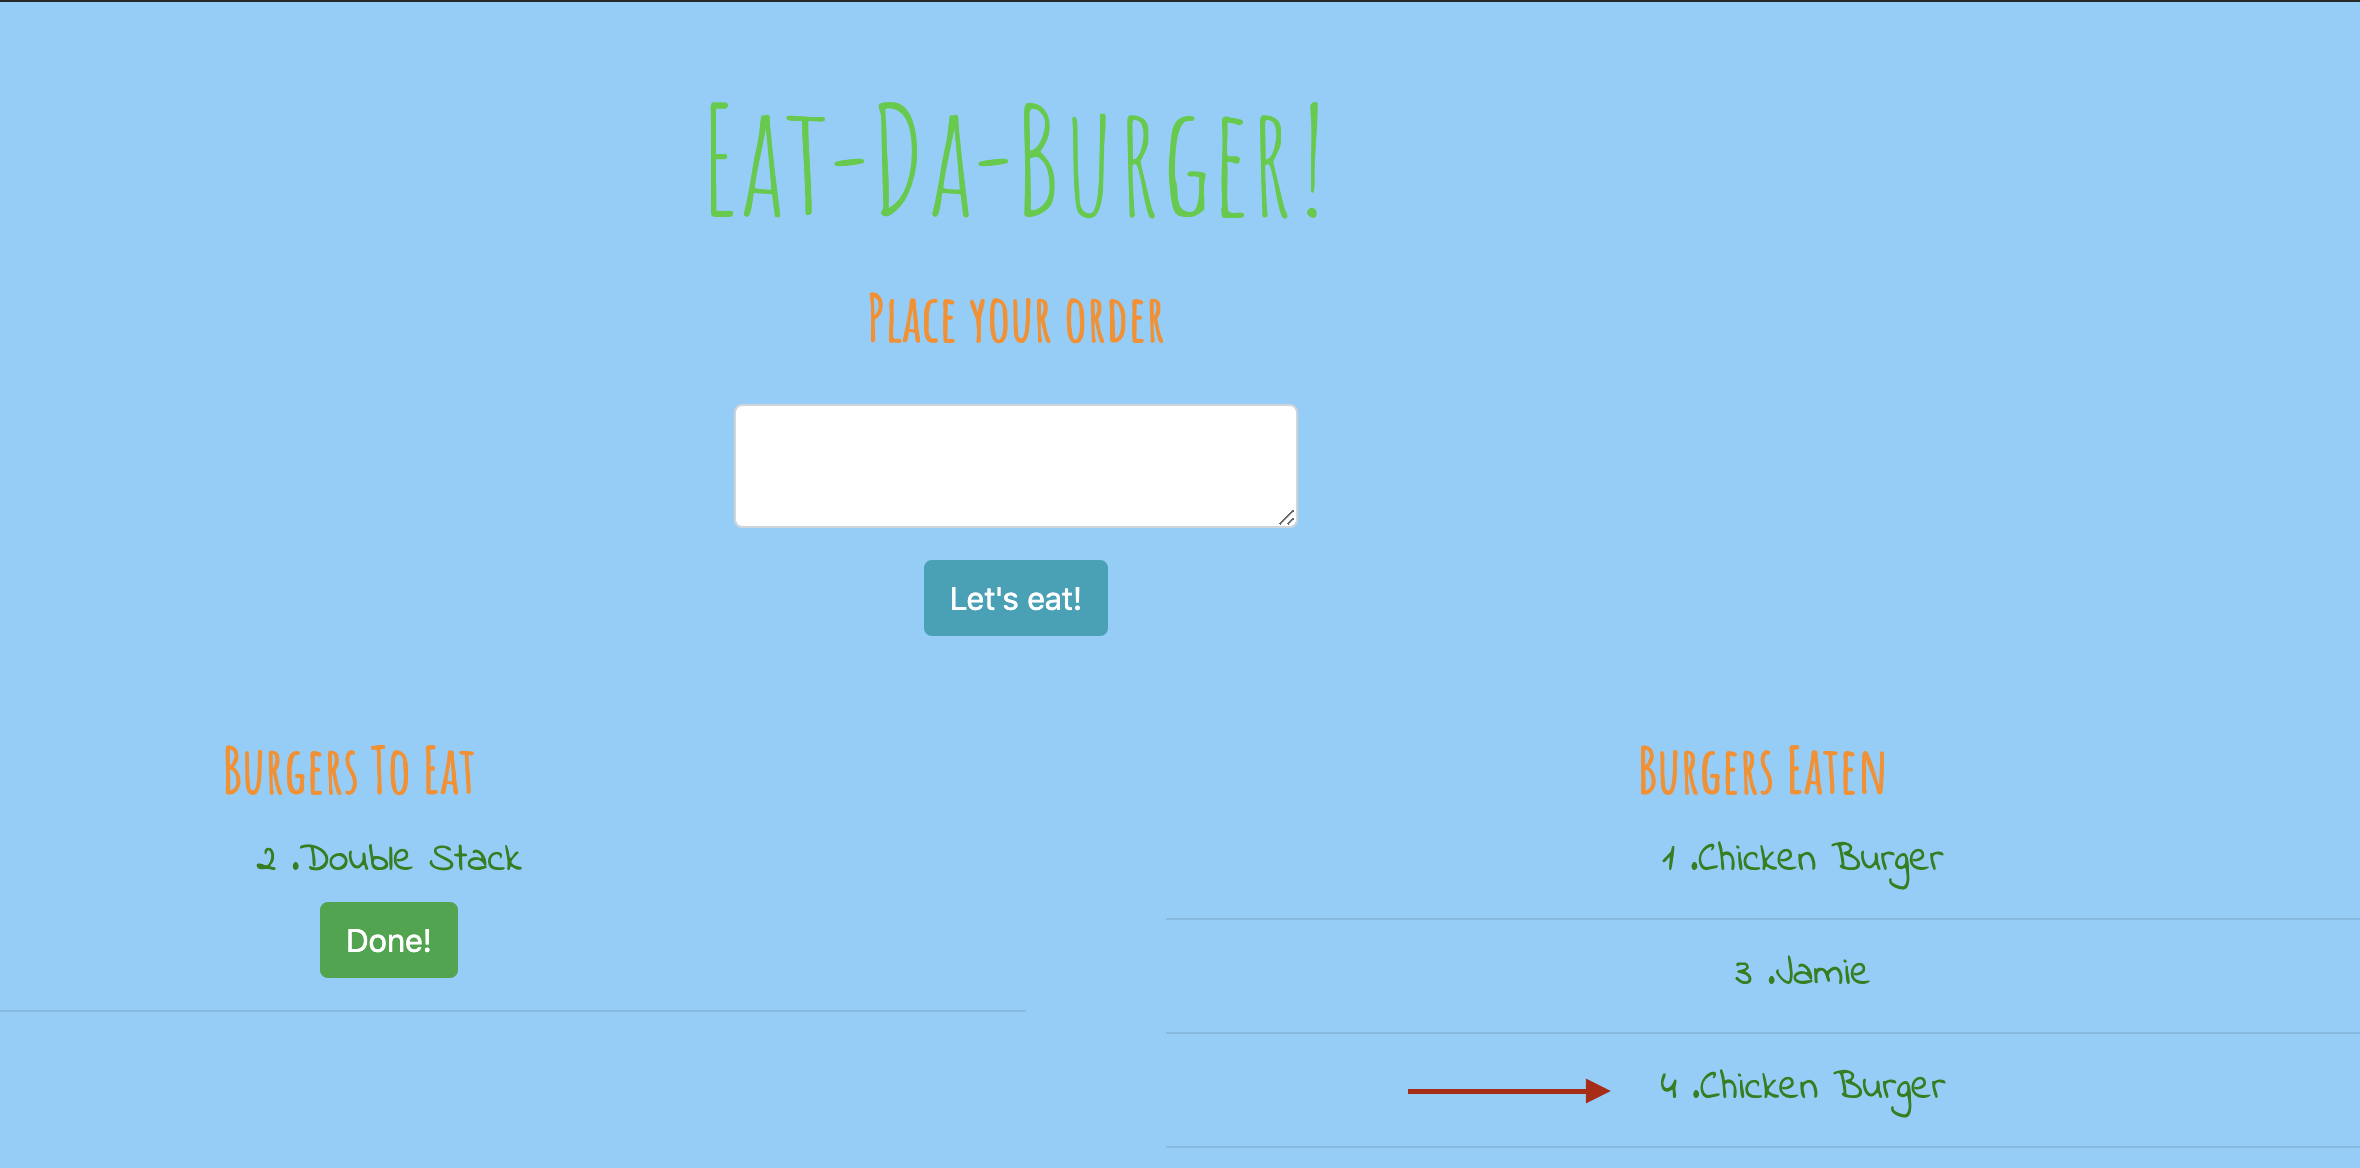 Eat-Da-Burger!
Place your order
Let's eat!
Burgers To Eat
2 .Double Stack
Done!
Burgers Eaten
1 .Chicken Burger
3 .Jamie
4 .Chicken Burger